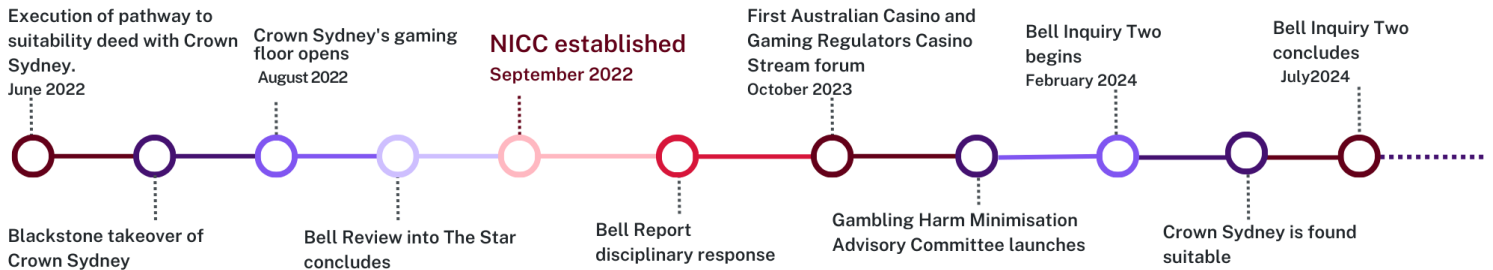 Execution of pathway to
suitability deed with Crown
Sydney.
June 2022
Blackstone takeover of
Crown Sydney
Crown Sydney's gaming
floor opens
August 2022
Bell Review into The Star
concludes
NICC established
September 2022
Bell Report
disciplinary response
First Australian Casino and
Gaming Regulators Casino
Stream forum
October 2023
Gambling Harm Minimisation
Advisory Committee launches
Bell Inquiry Two
begins
February 2024
Crown Sydney is found
suitable
Bell Inquiry Two
concludes
July2024